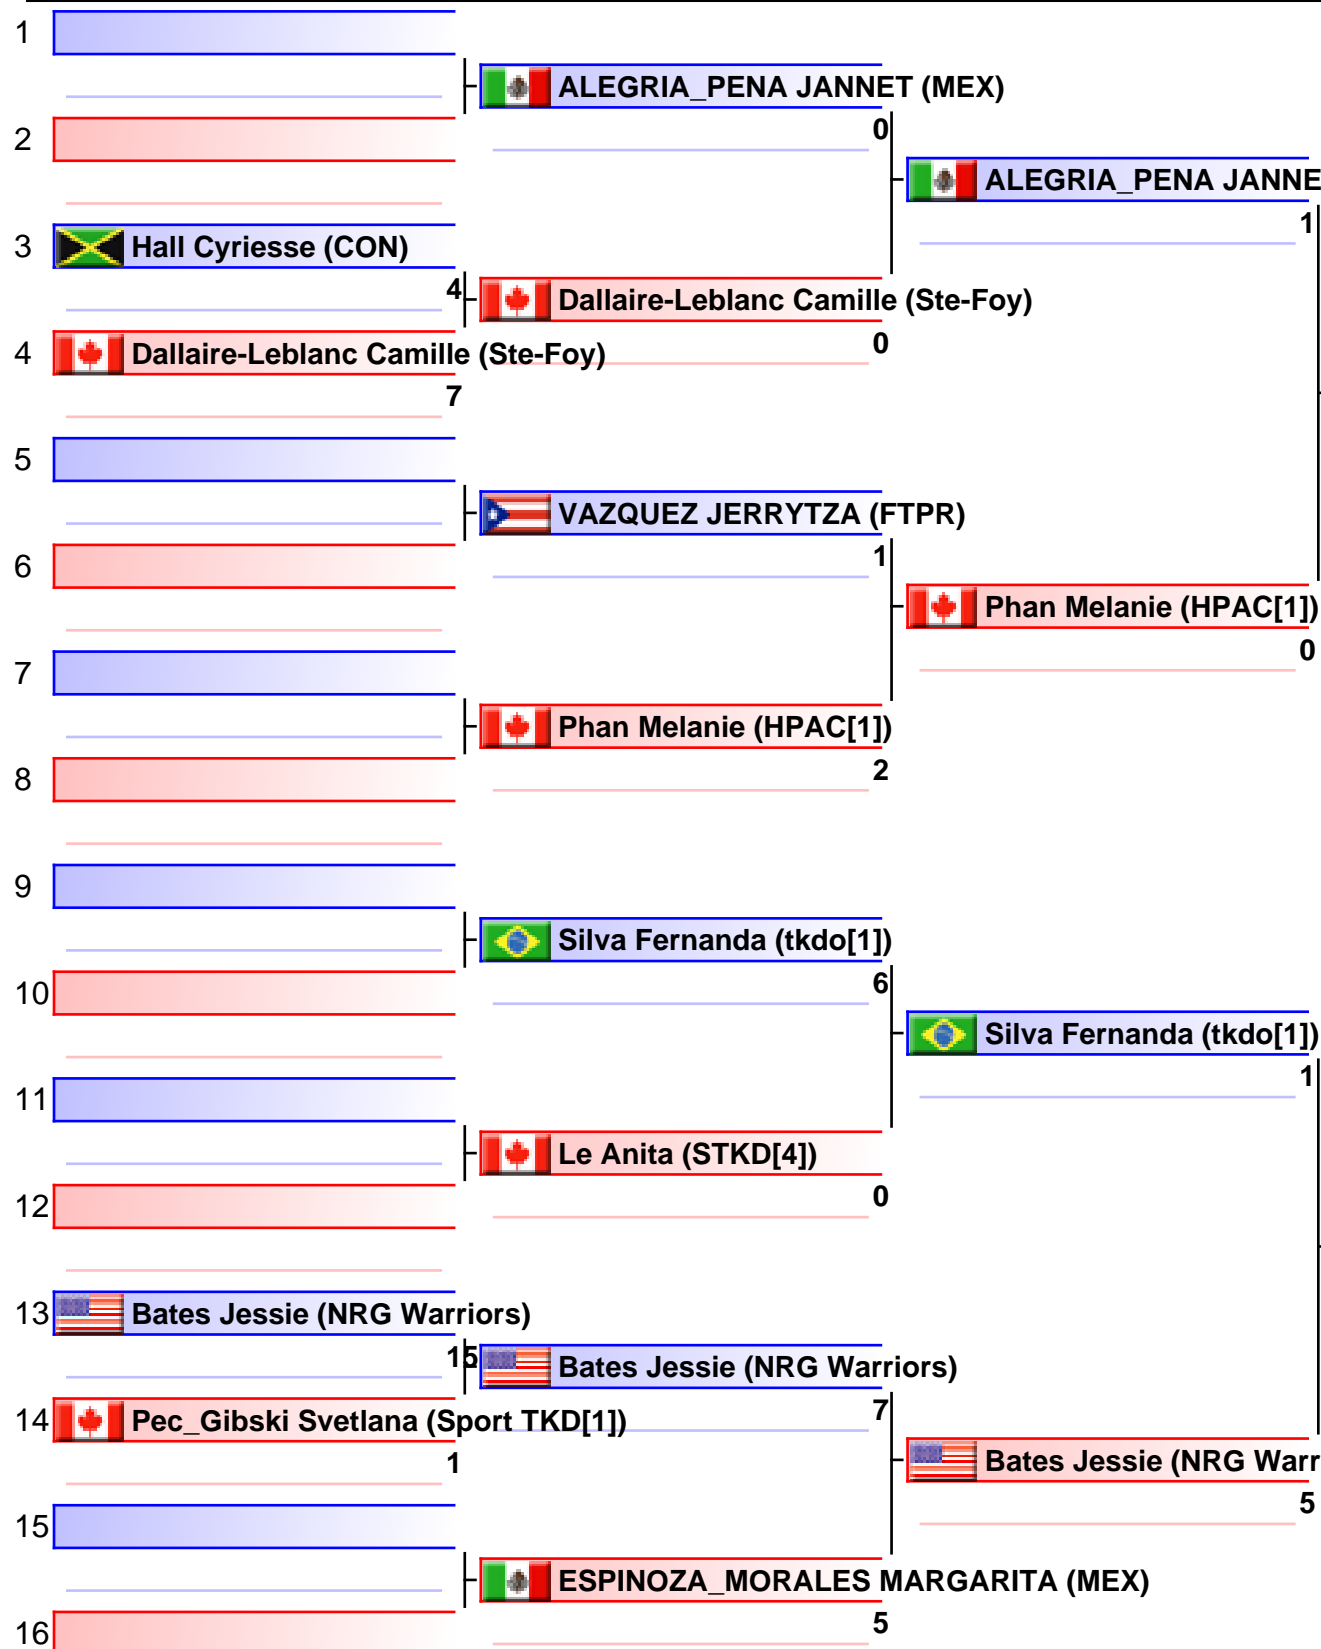 1
ALEGRIA_PENA JANNET (MEX)
2
0
ALEGRIA_PENA JANNE
1
3
Hall Cyriesse (CON)
4
Dallaire-Leblanc Camille (Ste-Foy)
0
4
Dallaire-Leblanc Camille (Ste-Foy)
7
5
VAZQUEZ JERRYTZA (FTPR)
1
6
Phan Melanie (HPAC[1])
0
7
Phan Melanie (HPAC[1])
2
8
9
Silva Fernanda (tkdo[1])
6
10
Silva Fernanda (tkdo[1])
1
11
Le Anita (STKD[4])
0
12
13
Bates Jessie (NRG Warriors)
15
Bates Jessie (NRG Warriors)
7
14
Pec_Gibski Svetlana (Sport TKD[1])
1
Bates Jessie (NRG Warr
5
15
ESPINOZA_MORALES MARGARITA (MEX)
5
16